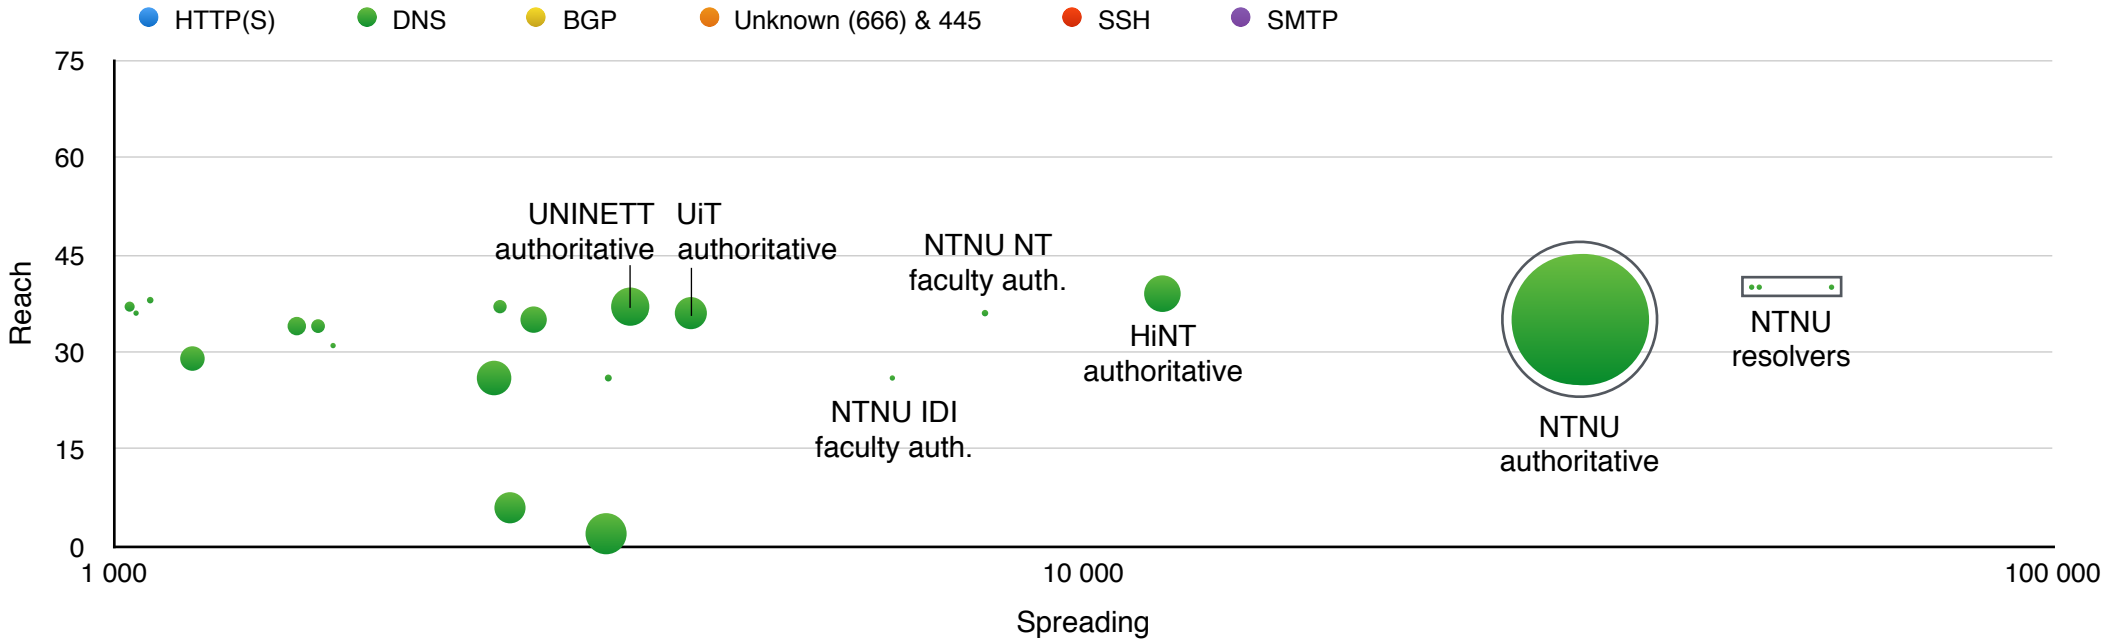 HTTP(S) DNS BGP Unknown (666) & 445 SSH SMTP
75
60
45
30
15
0
Reach
UNINETT
authoritative
UiT
authoritative
NTNU NT
faculty auth.
HiNT
authoritative
NTNU IDI
faculty auth.
NTNU
authoritative
NTNU
resolvers
1 000 10 000 100 000
Spreading